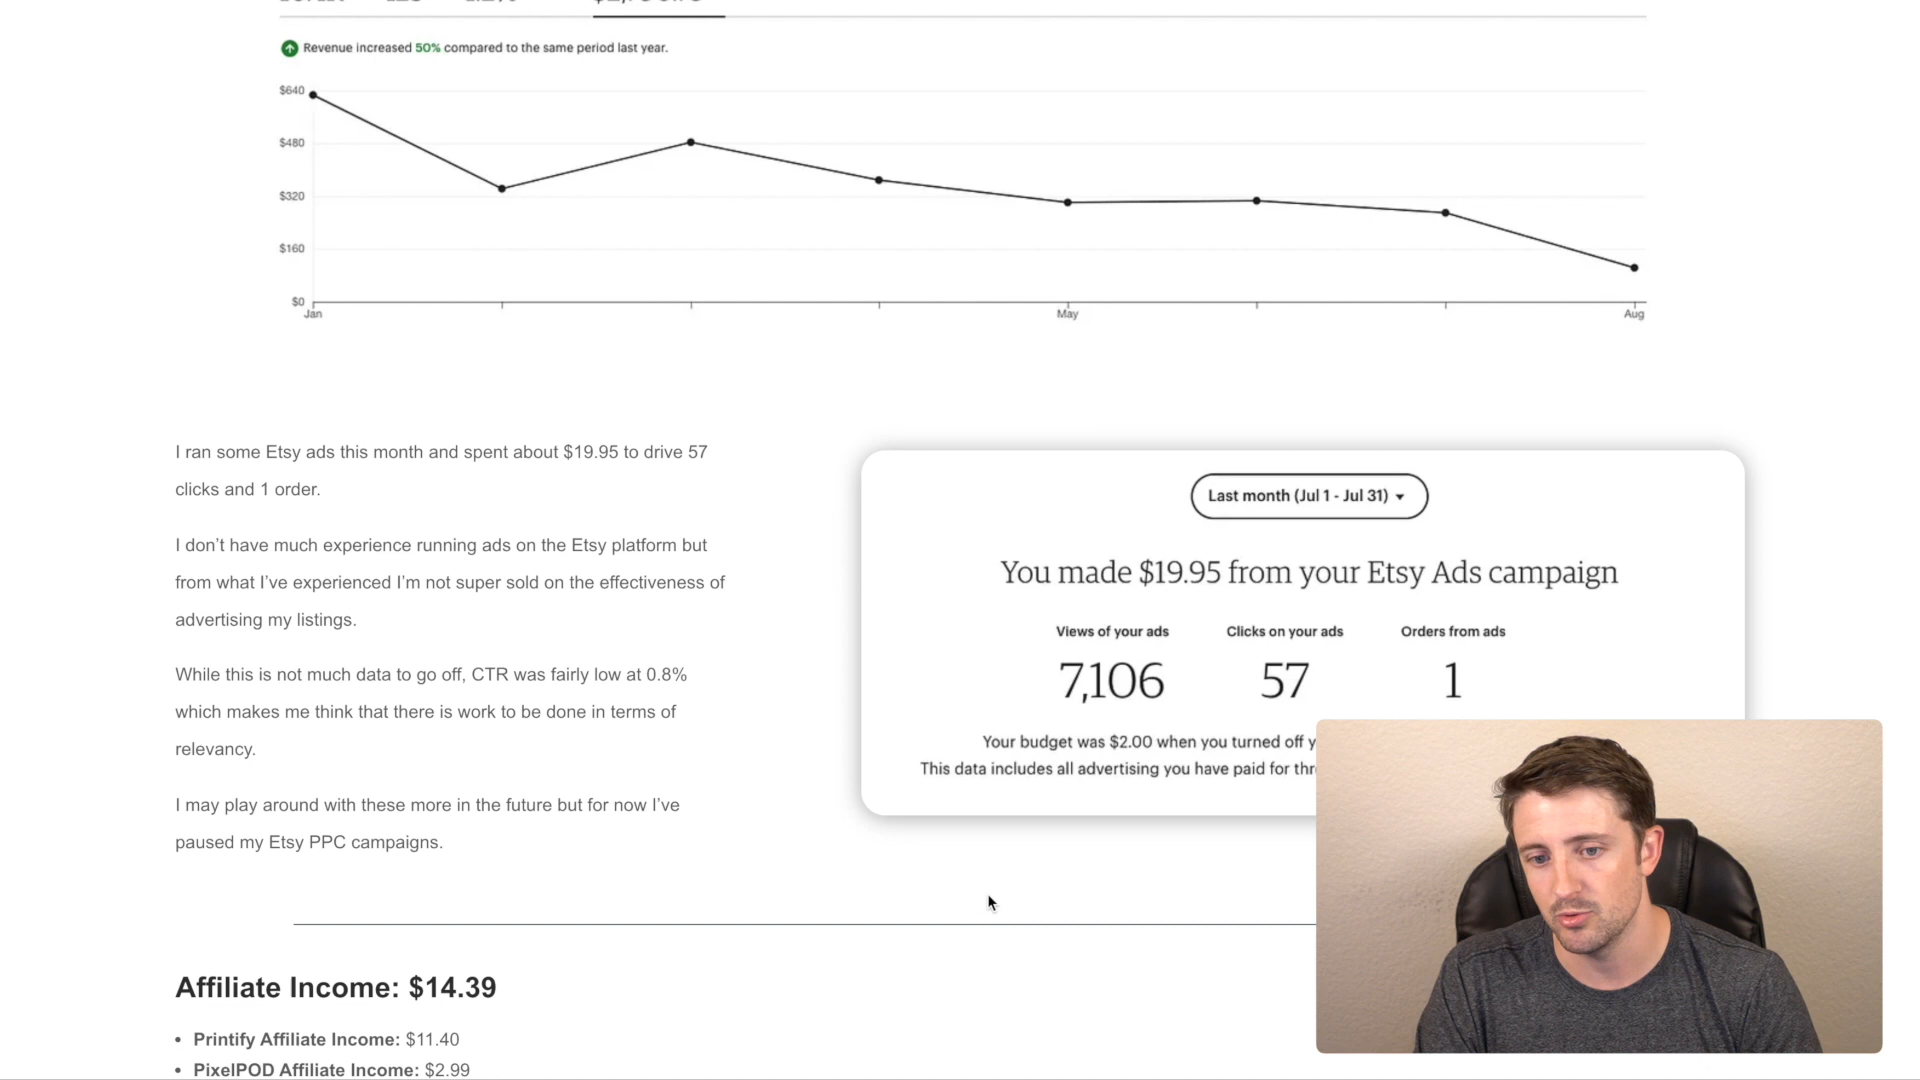 Revenue increased 50% compared to the same period last year.
$640
$480
$320
$160
$0
Jan
May
Aug
I ran some Etsy ads this month and spent about $19.95 to drive 57
clicks and 1 order.
I don’t have much experience running ads on the Etsy platform but
from what I’ve experienced I’m not super sold on the effectiveness of
advertising my listings.
While this is not much data to go off, CTR was fairly low at 0.8%
which makes me think that there is work to be done in terms of
relevancy.
I may play around with these more in the future but for now I’ve
paused my Etsy PPC campaigns.
Last month (Jul 1 - Jul 31)
You made $19.95 from your Etsy Ads campaign
Views of your ads
Clicks on your ads
Orders from ads
7,106
57
1
Your budget was $2.00 when you turned off
This data includes all advertising you have paid for
Affiliate Income: $14.39
• Printify Affiliate Income: $11.40
• PixelPOD Affiliate Income: $2.99